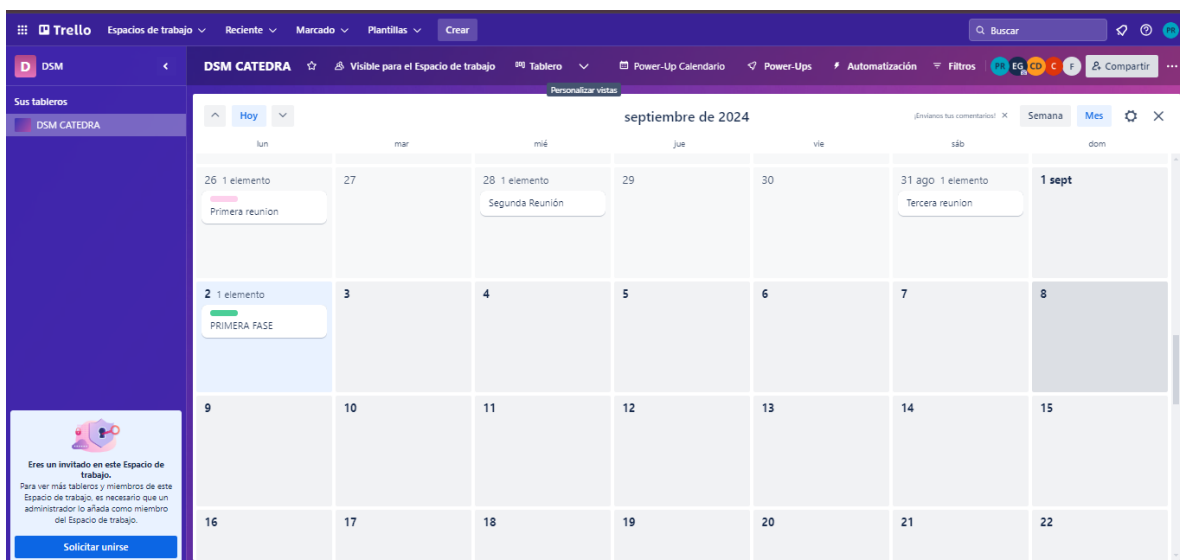 Trello Espacios de trabajo Reciente Marcado Plantillas Crear Buscar PR
D DSM
DSM CATEDRA Visible para el Espacio de trabajo Tablero Power-Up Calendario Power-Ups Automatización Filtros PR EG CD C F Compartir ...
Personalizar vistas
Sus tableros
DSM CATEDRA
Hoy septiembre de 2024 ¡Envíanos tus comentarios! Semana Mes
lun mar mié jue vie sáb dom
26 1 elemento 27 28 1 elemento 29 30 31 ago 1 elemento 1 sept
Primera reunion Segunda Reunión Tercera reunion
2 1 elemento 3 4 5 6 7 8
PRIMERA FASE
9 10 11 12 13 14 15
16 17 18 19 20 21 22
Eres un invitado en este Espacio de
trabajo.
Para ver más tableros y miembros de este
Espacio de trabajo, es necesario que un
administrador lo añada como miembro
del Espacio de trabajo.
Solicitar unirse